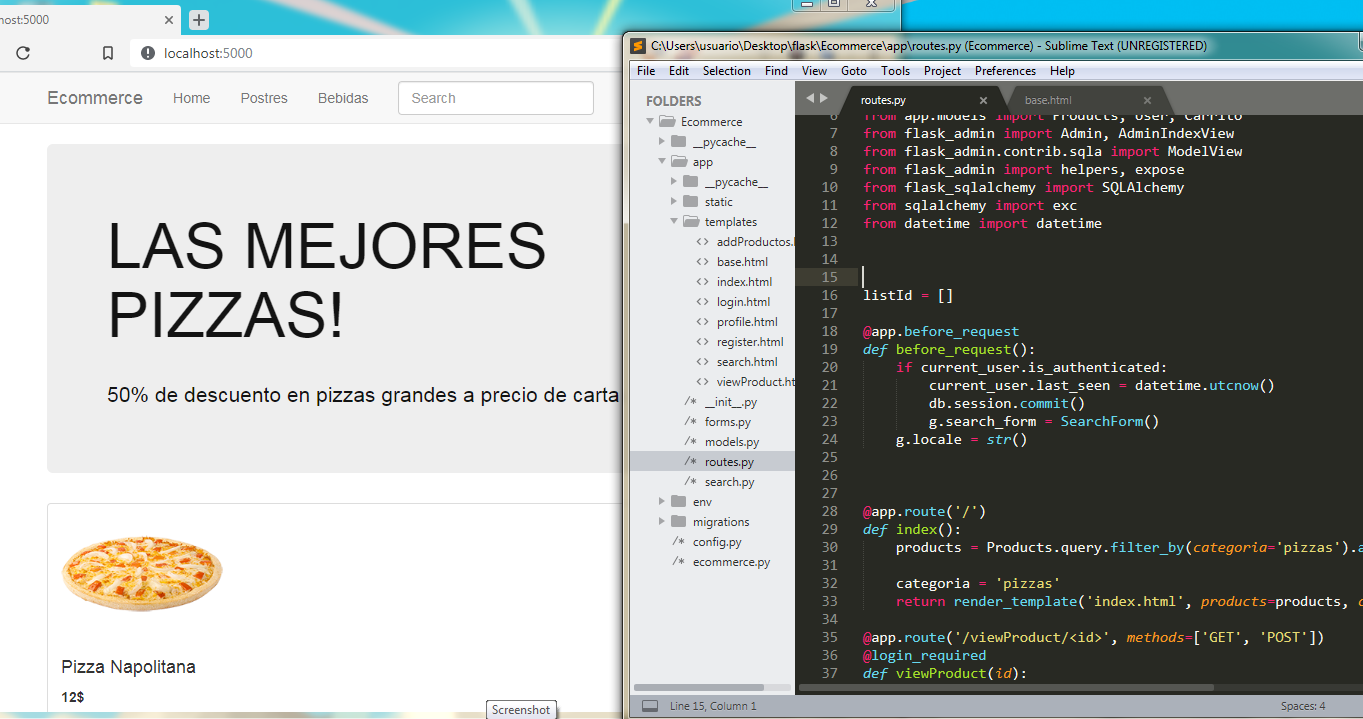 host:5000
localhost:5000
Ecommerce Home Postres Bebidas Search
LAS MEJORES
PIZZAS!
50% de descuento en pizzas grandes a precio de carta
Pizza Napolitana
12$
Screenshot
C:\Users\usuario\Desktop\flask\Ecommerce\app\routes.py (Ecommerce) - Sublime Text (UNREGISTERED)
File Edit Selection Find View Goto Tools Project Preferences Help
FOLDERS
Ecommerce
__pycache__
app
__pycache__
static
templates
addProductos.
base.html
index.html
login.html
profile.html
register.html
search.html
viewProduct.ht
/* __init__.py
/* forms.py
/* models.py
/* routes.py
/* search.py
env
migrations
/* config.py
/* ecommerce.py
routes.py base.html
6 from app.models import Products, User, Carrito
7 from flask_admin import Admin, AdminIndexView
8 from flask_admin.contrib.sqla import ModelView
9 from flask_admin import helpers, expose
10 from flask_sqlalchemy import SQLAlchemy
11 from sqlalchemy import exc
12 from datetime import datetime
13
14
15
16 listId = []
17
18 @app.before_request
19 def before_request():
20 if current_user.is_authenticated:
21 current_user.last_seen = datetime.utcnow()
22 db.session.commit()
23 g.search_form = SearchForm()
24 g.locale = str()
25
26
27
28 @app.route('/')
29 def index():
30 products = Products.query.filter_by(categoria='pizzas').a
31
32 categoria = 'pizzas'
33 return render_template('index.html', products=products, c
34
35 @app.route('/viewProduct/<id>', methods=['GET', 'POST'])
36 @login_required
37 def viewProduct(id):
Line 15, Column 1 Spaces: 4